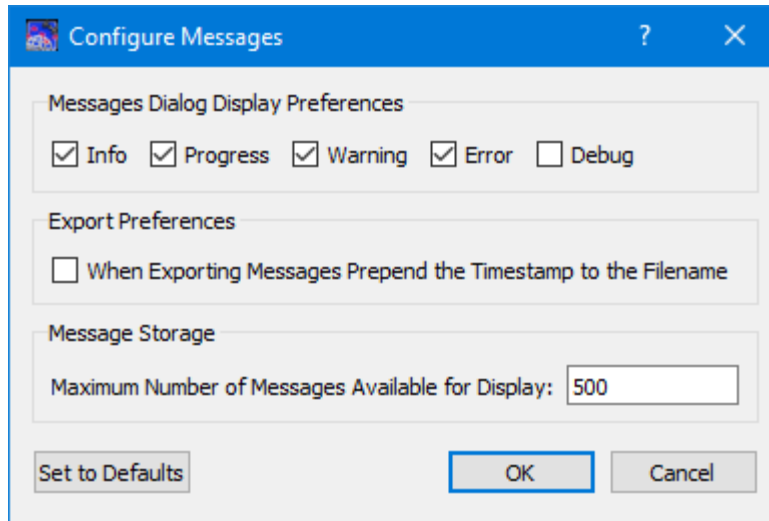 Configure Messages
Messages Dialog Display Preferences
Info Progress Warning Error Debug
Export Preferences
When Exporting Messages Prepend the Timestamp to the Filename
Message Storage
Maximum Number of Messages Available for Display: 500
Set to Defaults OK Cancel